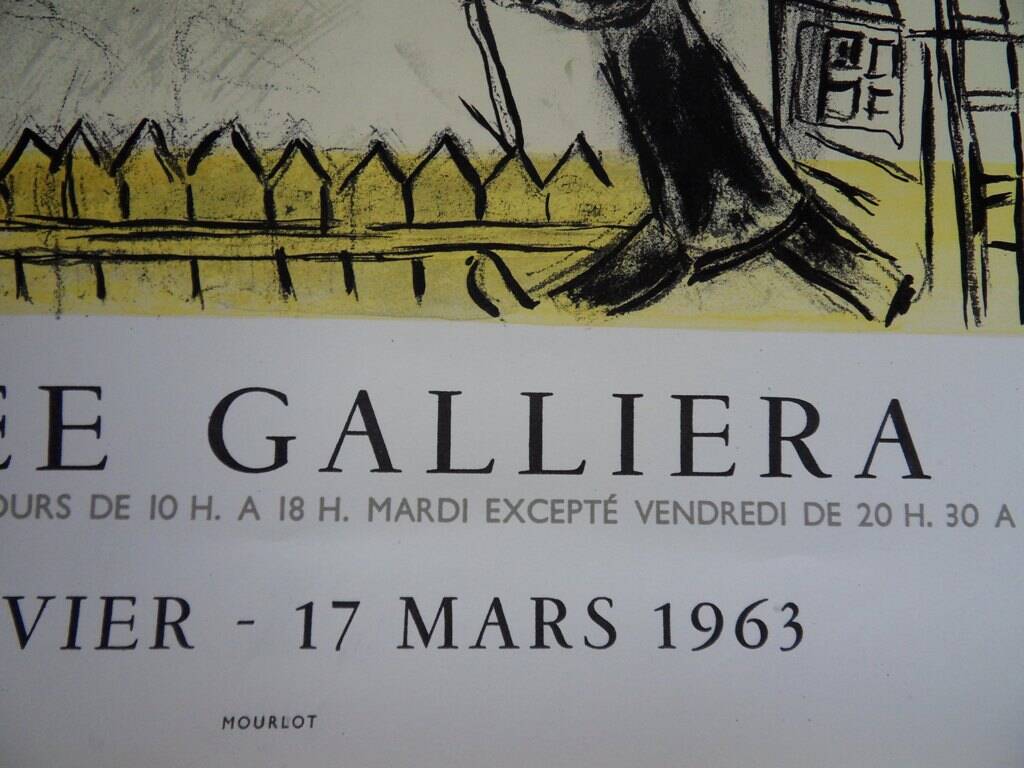 EE GALLIERA
OURS DE 10 H. A 18 H. MARDI EXCEPTÉ VENDREDI DE 20 H. 30 A
VIER - 17 MARS 1963
MOURLOT